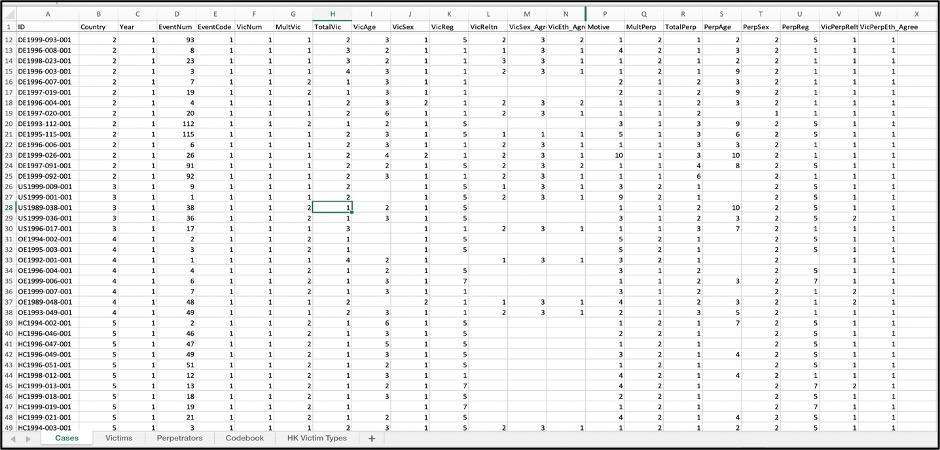 A B C D E F G H I J K L M N P Q R S T U V W X
1 ID Country Year EventNum EventCode VicNum MultVic TotalVic VicAge VicSex VicReg VicReltn VicSex_Agr VicEth_Agr Motive MultPerp TotalPerp PerpAge PerpSex PerpReg VicPerpRelt VicPerpEth_Agree
12 DE1999-093-001 2 1 93 1 1 1 2 3 1 5 2 3 2 1 2 1 2 2 5 1 1
13 DE1996-008-001 2 1 8 1 1 1 3 2 1 1 1 3 1 4 2 1 3 2 1 1 1
14 DE1998-023-001 2 1 23 1 1 1 3 2 1 1 3 3 1 1 2 1 2 2 1 1 1
15 DE1996-003-001 2 1 3 1 1 1 4 3 1 1 2 3 1 1 2 1 9 2 1 1 1
16 DE1996-007-001 2 1 7 1 1 2 1 3 1 1 2 1 2 3 2 1 1 1
17 DE1997-019-001 2 1 19 1 1 2 1 3 1 1 2 1 2 9 2 1 1 1
18 DE1996-004-001 2 1 4 1 1 1 2 3 2 1 1 2 3 2 1 1 2 3 2 1 1 1
19 DE1997-020-001 2 1 20 1 1 1 2 6 1 1 2 3 1 1 1 2 1 1 1 1
20 DE1993-112-001 2 1 112 1 1 2 1 2 1 5 3 1 3 9 2 5 1 1
21 DE1995-115-001 2 1 115 1 1 1 2 3 1 5 1 1 1 5 1 3 6 2 5 1 1
22 DE1996-006-001 2 1 6 1 1 1 2 3 1 1 2 3 1 1 1 3 3 2 1 1 1
23 DE1999-026-001 2 1 26 1 1 1 2 4 2 1 1 2 3 1 10 1 3 10 2 1 1 1
24 DE1997-091-001 2 1 91 1 1 1 2 2 1 5 2 3 2 1 1 4 8 2 5 1 1
25 DE1999-092-001 2 1 92 1 1 1 2 3 1 1 2 3 1 1 1 6 2 1 1 1
26 US1999-009-001 3 1 9 1 1 1 2 1 5 1 3 1 3 2 1 2 5 1 1
27 US1999-001-001 3 1 1 1 1 1 2 1 5 2 3 1 9 2 1 2 5 1 1
28 US1989-038-001 3 1 38 1 1 2 1 2 1 5 1 1 2 10 2 5 1 1
29 US1999-036-001 3 1 36 1 1 2 1 3 1 5 3 1 2 3 2 5 2 1
30 US1996-017-001 3 1 17 1 1 1 3 1 1 2 3 1 1 1 3 7 2 1 1 1
31 OE1994-002-001 4 1 2 1 1 2 1 1 5 5 2 1 2 5 1 1
32 OE1995-003-001 4 1 3 1 1 2 1 1 5 5 2 1 2 5 1 1
33 OE1992-001-001 4 1 1 1 1 1 4 2 1 1 3 1 3 2 1 2 1 1
34 OE1996-004-001 4 1 4 1 1 2 1 2 1 5 3 1 2 2 5 1 1
35 OE1999-006-001 4 1 6 1 1 2 1 2 1 7 1 1 2 3 2 7 1 1
36 OE1999-007-001 4 1 7 1 1 2 1 3 1 1 3 1 2 2 1 2 1
37 OE1989-048-001 4 1 48 1 1 1 2 2 1 1 3 1 4 1 2 3 2 1 2 1
38 OE1993-049-001 4 1 49 1 1 1 2 3 1 1 2 3 1 2 1 3 5 2 1 1 1
39 HC1994-002-001 5 1 2 1 1 2 1 6 1 5 1 2 1 7 2 5 1 1
40 HC1996-046-001 5 1 46 1 1 2 1 3 1 5 2 2 1 2 5 1 1
41 HC1996-047-001 5 1 47 1 1 2 1 5 1 5 1 2 1 2 5 1 1
42 HC1996-049-001 5 1 49 1 1 2 1 3 1 5 3 2 1 4 2 5 1 1
43 HC1996-051-001 5 1 51 1 1 2 1 2 1 5 1 2 1 2 5 1 1
44 HC1998-012-001 5 1 12 1 1 2 1 3 1 1 4 2 1 4 2 1 1 1
45 HC1999-013-001 5 1 13 1 1 2 1 2 1 7 4 2 1 2 7 2 1
46 HC1999-018-001 5 1 18 1 1 2 1 3 1 5 2 2 1 2 5 1 1
47 HC1999-019-001 5 1 19 1 1 2 1 1 7 1 2 1 2 7 1 1
48 HC1999-021-001 5 1 21 1 1 2 1 2 1 5 4 2 1 4 2 5 1 1
49 HC1994-003-001 5 1 3 1 1 1 2 3 1 5 2 3 1 1 2 1 2 2 5 1 1
Cases Victims Perpetrators Codebook HK Victim Types +